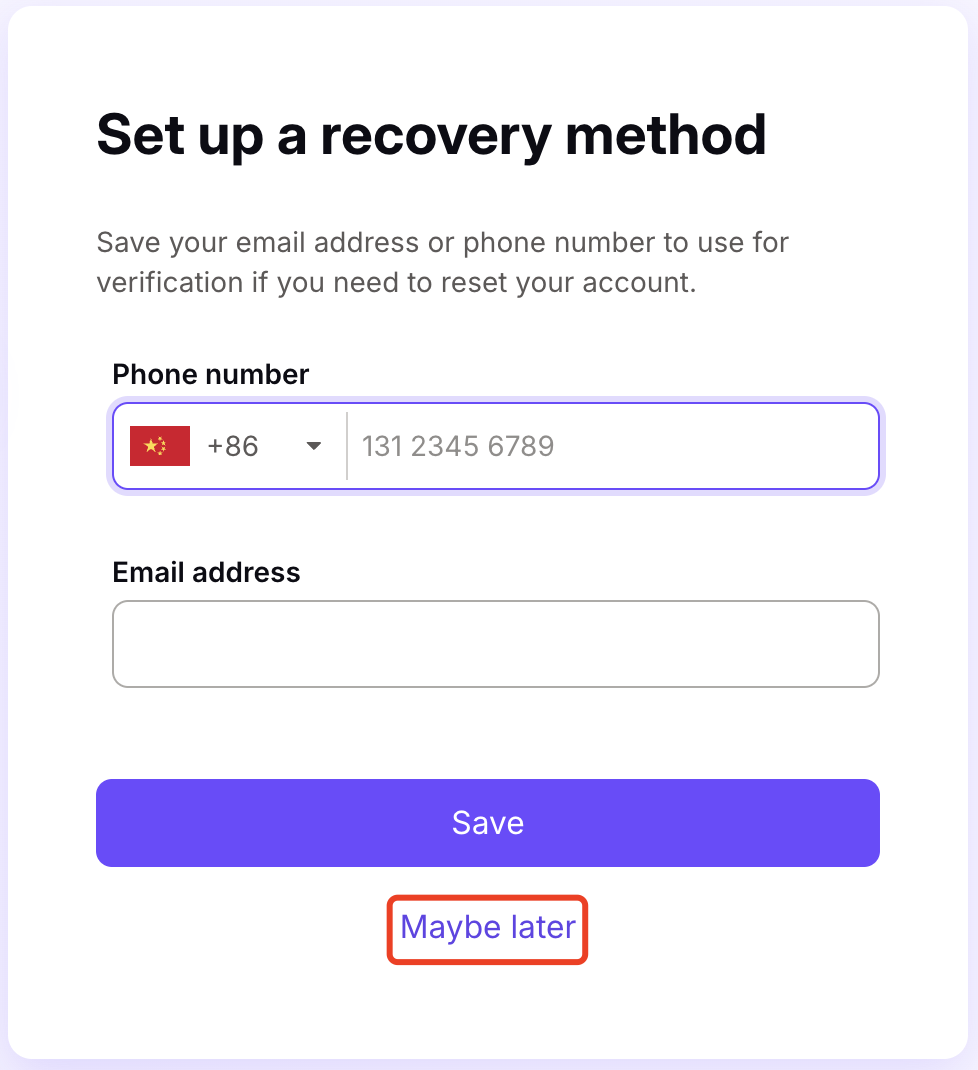 Set up a recovery method
Save your email address or phone number to use for
verification if you need to reset your account.
Phone number
+86 131 2345 6789
Email address
Save
Maybe later